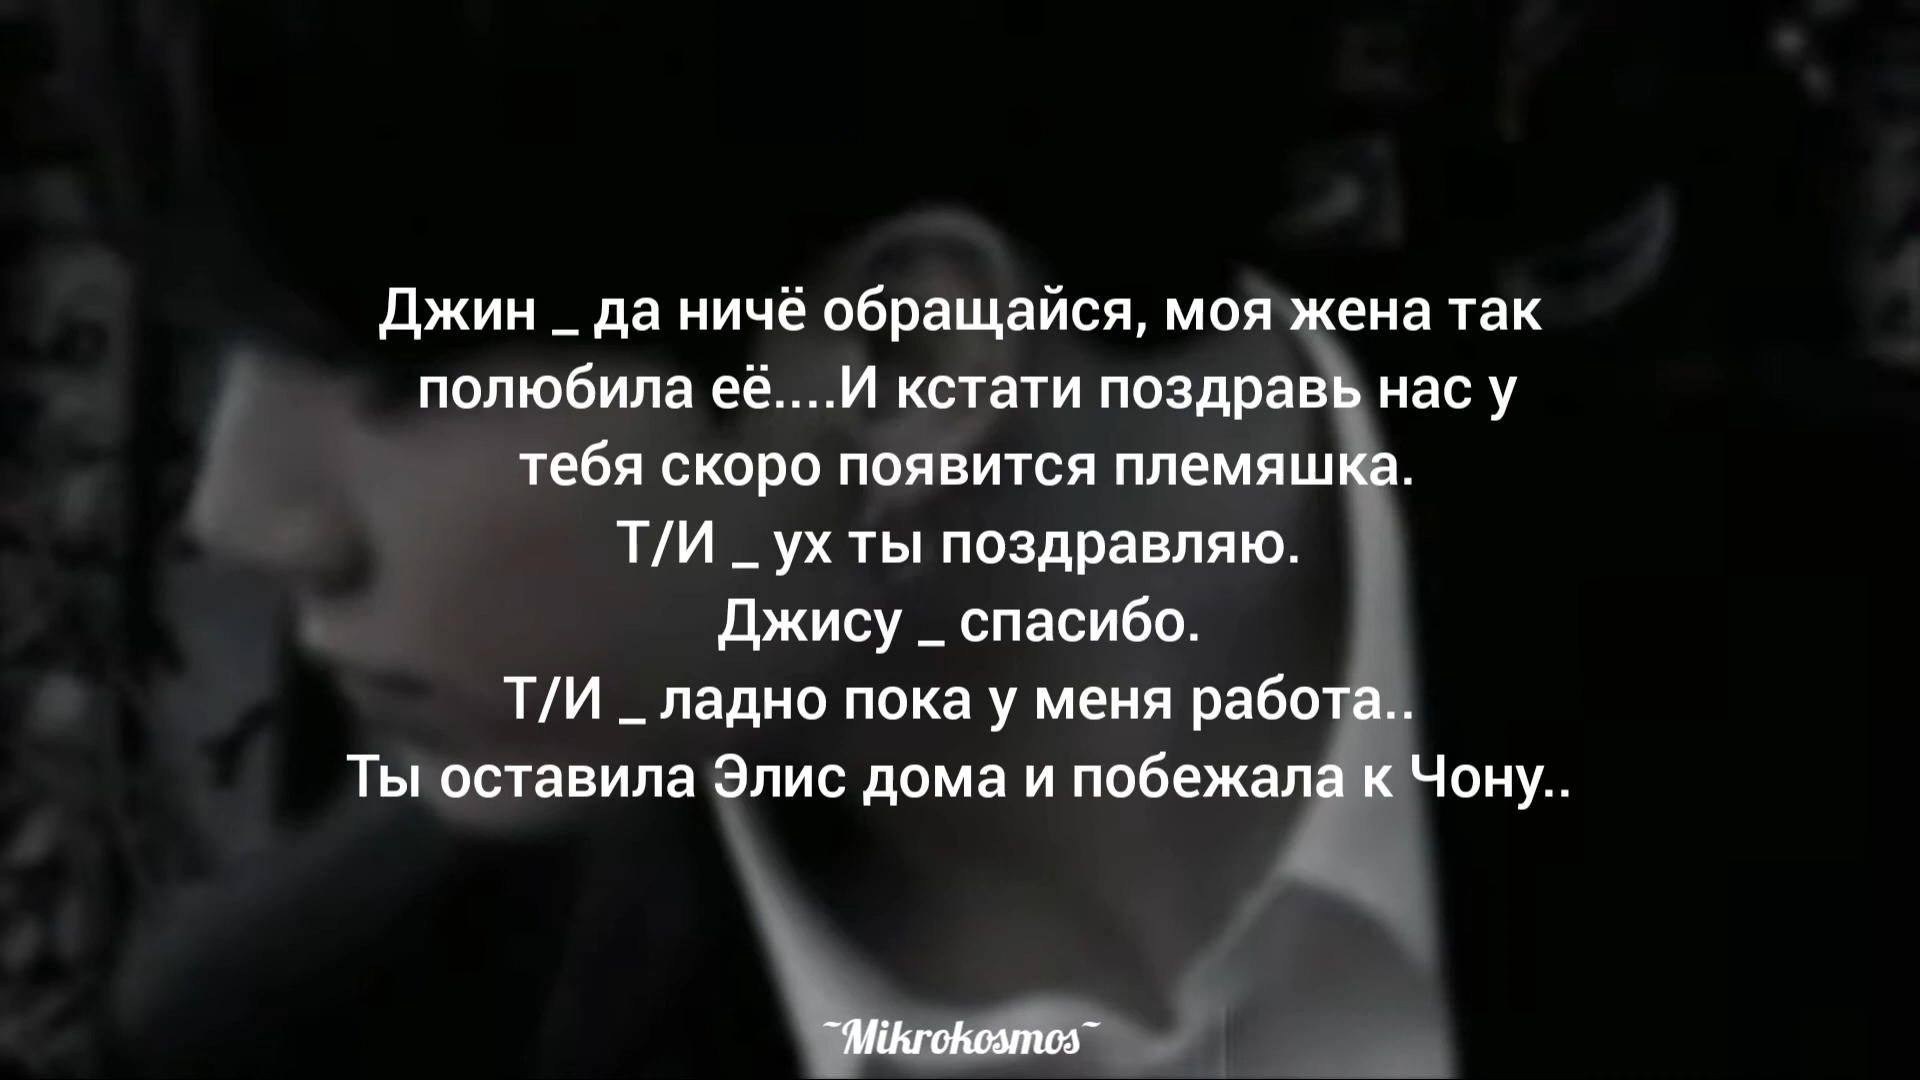 Джин _ да ничё обращайся, моя жена так
полюбила её....И кстати поздравь нас у
тебя скоро появится племяшка.
Т/И _ ух ты поздравляю.
Джису _ спасибо.
Т/И _ ладно пока у меня работа..
Ты оставила Элис дома и побежала к Чону..
~Mikrokosmos~